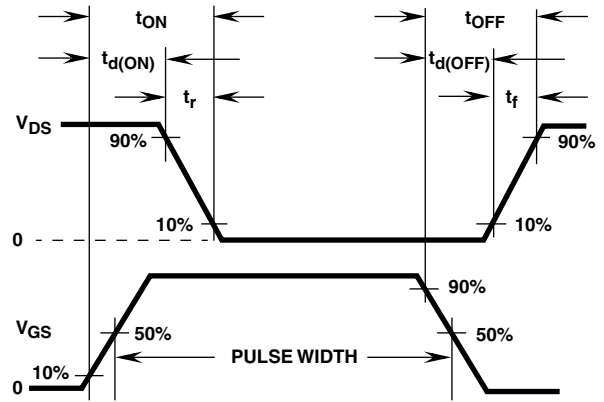 tON tOFF
td(ON) td(OFF)
tr tf
VDS
90% 90%
10% 10%
0
90%
VGS 50% 50%
PULSE WIDTH
10%
0